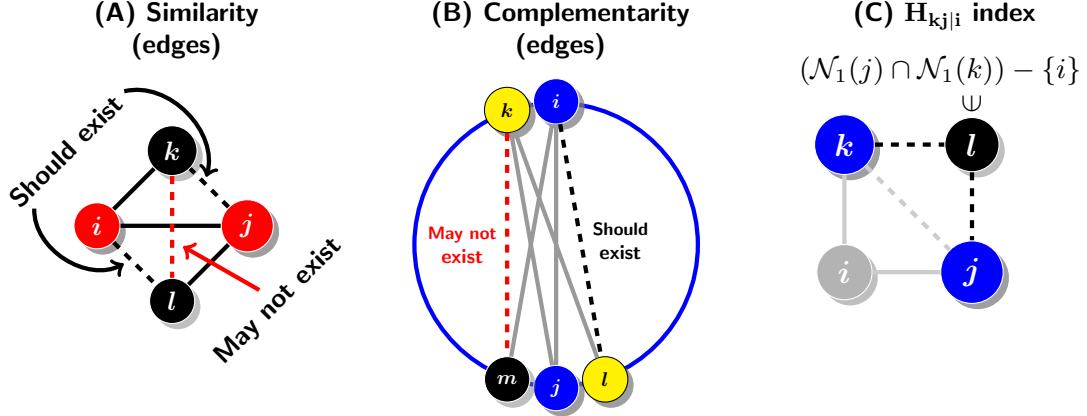 (A) Similarity
(edges)
Should exist
k
i
j
l
May not exist
(B) Complementarity
(edges)
k
i
May not
exist
Should
exist
m
j
l
(C) H_{kj|i} index
(𝒩₁(j) ∩ 𝒩₁(k)) − {i}
∈
k
l
i
j